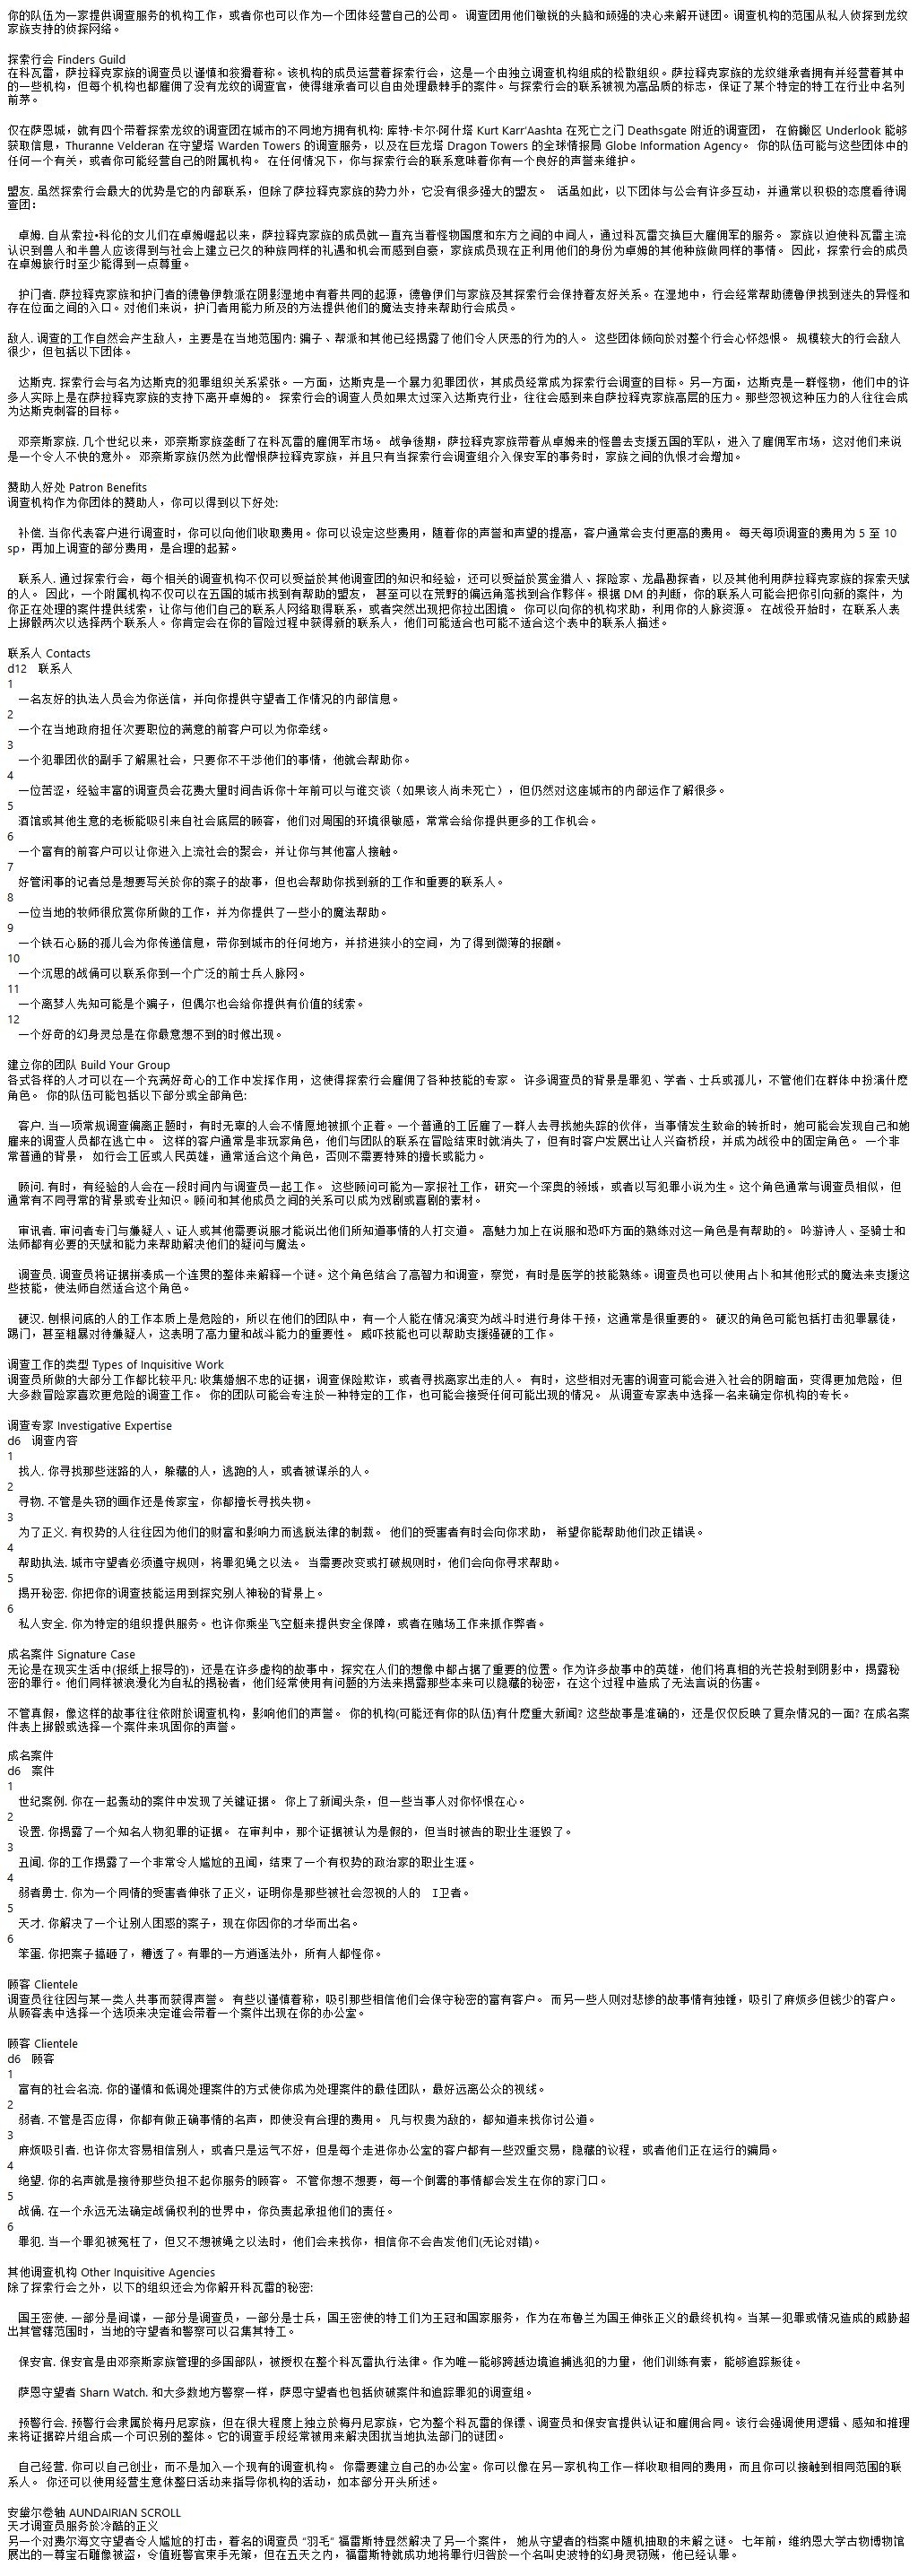 你的队伍为一家提供调查服务的机构工作，或者你也可以作为一个团体经营自己的公司。 调查团用他们敏锐的头脑和顽强的决心来解开谜团。调查机构的范围从私人侦探到龙纹
家族支持的侦探网络。
探索行会 Finders Guild
在科瓦雷，萨拉释克家族的调查员以谨慎和狡猾着称。该机构的成员运营着探索行会，这是一个由独立调查机构组成的松散组织。萨拉释克家族的龙纹继承者拥有并经营着其中
的一些机构，但每个机构也都雇佣了没有龙纹的调查官，使得继承者可以自由处理最棘手的案件。与探索行会的联系被视为高品质的标志，保证了某个特定的特工在行业中名列
前茅。
仅在萨恩城，就有四个带着探索龙纹的调查团在城市的不同地方拥有机构: 库特·卡尔·阿什塔 Kurt Karr'Aashta 在死亡之门 Deathsgate 附近的调查团， 在俯瞰区 Underlook 能够
获取信息，Thuranne Velderan 在守望塔 Warden Towers 的调查服务，以及在巨龙塔 Dragon Towers 的全球情报局 Globe Information Agency。 你的队伍可能与这些团体中的
任何一个有关，或者你可能经营自己的附属机构。 在任何情况下，你与探索行会的联系意味着你有一个良好的声誉来维护。
盟友. 虽然探索行会最大的优势是它的内部联系，但除了萨拉释克家族的势力外，它没有很多强大的盟友。 话虽如此，以下团体与公会有许多互动，并通常以积极的态度看待调
查团：
卓姆. 自从索拉•科伦的女儿们在卓姆崛起以来，萨拉释克家族的成员就一直充当着怪物国度和东方之间的中间人，通过科瓦雷交换巨大雇佣军的服务。 家族以迫使科瓦雷主流
认识到兽人和半兽人应该得到与社会上建立已久的种族同样的礼遇和机会而感到自豪，家族成员现在正利用他们的身份为卓姆的其他种族做同样的事情。 因此，探索行会的成员
在卓姆旅行时至少能得到一点尊重。
护门者. 萨拉释克家族和护门者的德鲁伊教派在阴影湿地中有着共同的起源，德鲁伊们与家族及其探索行会保持着友好关系。在湿地中，行会经常帮助德鲁伊找到迷失的异怪和
存在位面之间的入口。对他们来说，护门者用能力所及的方法提供他们的魔法支持来帮助行会成员。
敌人. 调查的工作自然会产生敌人，主要是在当地范围内: 骗子、帮派和其他已经揭露了他们令人厌恶的行为的人。 这些团体倾向於对整个行会心怀怨恨。 规模较大的行会敌人
很少，但包括以下团体。
达斯克. 探索行会与名为达斯克的犯罪组织关系紧张。一方面，达斯克是一个暴力犯罪团伙，其成员经常成为探索行会调查的目标。另一方面，达斯克是一群怪物，他们中的许
多人实际上是在萨拉释克家族的支持下离开卓姆的。 探索行会的调查人员如果太过深入达斯克行业，往往会感到来自萨拉释克家族高层的压力。那些忽视这种压力的人往往会成
为达斯克刺客的目标。
邓奈斯家族. 几个世纪以来，邓奈斯家族垄断了在科瓦雷的雇佣军市场。 战争後期，萨拉释克家族带着从卓姆来的怪兽去支援五国的军队，进入了雇佣军市场，这对他们来说
是一个令人不快的意外。 邓奈斯家族仍然为此憎恨萨拉释克家族，并且只有当探索行会调查组介入保安军的事务时，家族之间的仇恨才会增加。
赞助人好处 Patron Benefits
调查机构作为你团体的赞助人，你可以得到以下好处:
补偿. 当你代表客户进行调查时，你可以向他们收取费用。你可以设定这些费用，随着你的声誉和声望的提高，客户通常会支付更高的费用。 每天每项调查的费用为 5 至 10
sp，再加上调查的部分费用，是合理的起薪。
联系人. 通过探索行会，每个相关的调查机构不仅可以受益於其他调查团的知识和经验，还可以受益於赏金猎人、探险家、龙晶勘探者，以及其他利用萨拉释克家族的探索天赋
的人。 因此，一个附属机构不仅可以在五国的城市找到有帮助的盟友， 甚至可以在荒野的偏远角落找到合作夥伴。根据 DM 的判断，你的联系人可能会把你引向新的案件，为
你正在处理的案件提供线索，让你与他们自己的联系人网络取得联系，或者突然出现把你拉出困境。 你可以向你的机构求助，利用你的人脉资源。 在战役开始时，在联系人表
上掷骰两次以选择两个联系人。你肯定会在你的冒险过程中获得新的联系人，他们可能适合也可能不适合这个表中的联系人描述。
联系人 Contacts
d12 联系人
1
一名友好的执法人员会为你送信，并向你提供守望者工作情况的内部信息。
2
一个在当地政府担任次要职位的满意的前客户可以为你牵线。
3
一个犯罪团伙的副手了解黑社会，只要你不干涉他们的事情，他就会帮助你。
4
一位苦涩，经验丰富的调查员会花费大量时间告诉你十年前可以与谁交谈（如果该人尚未死亡），但仍然对这座城市的内部运作了解很多。
5
酒馆或其他生意的老板能吸引来自社会底层的顾客，他们对周围的环境很敏感，常常会给你提供更多的工作机会。
6
一个富有的前客户可以让你进入上流社会的聚会，并让你与其他富人接触。
7
好管闲事的记者总是想要写关於你的案子的故事，但也会帮助你找到新的工作和重要的联系人。
8
一位当地的牧师很欣赏你所做的工作，并为你提供了一些小的魔法帮助。
9
一个铁石心肠的孤儿会为你传递信息，带你到城市的任何地方，并挤进狭小的空间，为了得到微薄的报酬。
10
一个沉思的战俑可以联系你到一个广泛的前士兵人脉网。
11
一个离梦人先知可能是个骗子，但偶尔也会给你提供有价值的线索。
12
一个好奇的幻身灵总是在你最意想不到的时候出现。
建立你的团队 Build Your Group
各式各样的人才可以在一个充满好奇心的工作中发挥作用，这使得探索行会雇佣了各种技能的专家。 许多调查员的背景是罪犯、学者、士兵或孤儿，不管他们在群体中扮演什麽
角色。 你的队伍可能包括以下部分或全部角色:
客户. 当一项常规调查偏离正题时，有时无辜的人会不情愿地被抓个正着。一个普通的工匠雇了一群人去寻找她失踪的伙伴，当事情发生致命的转折时，她可能会发现自己和她
雇来的调查人员都在逃亡中。 这样的客户通常是非玩家角色，他们与团队的联系在冒险结束时就消失了，但有时客户发展出让人兴奋桥段，并成为战役中的固定角色。 一个非
常普通的背景， 如行会工匠或人民英雄，通常适合这个角色，否则不需要特殊的擅长或能力。
顾问. 有时，有经验的人会在一段时间内与调查员一起工作。 这些顾问可能为一家报社工作，研究一个深奥的领域，或者以写犯罪小说为生。这个角色通常与调查员相似，但
通常有不同寻常的背景或专业知识。顾问和其他成员之间的关系可以成为戏剧或喜剧的素材。
审讯者. 审问者专门与嫌疑人、证人或其他需要说服才能说出他们所知道事情的人打交道。 高魅力加上在说服和恐吓方面的熟练对这一角色是有帮助的。 吟游诗人、圣骑士和
法师都有必要的天赋和能力来帮助解决他们的疑问与魔法。
调查员. 调查员将证据拼凑成一个连贯的整体来解释一个谜。这个角色结合了高智力和调查，察觉，有时是医学的技能熟练。调查员也可以使用占卜和其他形式的魔法来支援这
些技能，使法师自然适合这个角色。
硬汉. 刨根问底的人的工作本质上是危险的，所以在他们的团队中，有一个人能在情况演变为战斗时进行身体干预，这通常是很重要的。 硬汉的角色可能包括打击犯罪暴徒，
踢门，甚至粗暴对待嫌疑人，这表明了高力量和战斗能力的重要性。 威吓技能也可以帮助支援强硬的工作。
调查工作的类型 Types of Inquisitive Work
调查员所做的大部分工作都比较平凡: 收集婚姻不忠的证据，调查保险欺诈，或者寻找离家出走的人。 有时，这些相对无害的调查可能会进入社会的阴暗面，变得更加危险，但
大多数冒险家喜欢更危险的调查工作。 你的团队可能会专注於一种特定的工作，也可能会接受任何可能出现的情况。 从调查专家表中选择一名来确定你机构的专长。
调查专家 Investigative Expertise
d6 调查内容
1
找人. 你寻找那些迷路的人，躲藏的人，逃跑的人，或者被谋杀的人。
2
寻物. 不管是失窃的画作还是传家宝，你都擅长寻找失物。
3
为了正义. 有权势的人往往因为他们的财富和影响力而逃脱法律的制裁。 他们的受害者有时会向你求助， 希望你能帮助他们改正错误。
4
帮助执法. 城市守望者必须遵守规则，将罪犯绳之以法。 当需要改变或打破规则时，他们会向你寻求帮助。
5
揭开秘密. 你把你的调查技能运用到探究别人神秘的背景上。
6
私人安全. 你为特定的组织提供服务。也许你乘坐飞空艇来提供安全保障，或者在赌场工作来抓作弊者。
成名案件 Signature Case
无论是在现实生活中(报纸上报导的)，还是在许多虚构的故事中，探究在人们的想像中都占据了重要的位置。作为许多故事中的英雄，他们将真相的光芒投射到阴影中，揭露秘
密的罪行。他们同样被浪漫化为自私的揭秘者，他们经常使用有问题的方法来揭露那些本来可以隐藏的秘密，在这个过程中造成了无法言说的伤害。
不管真假，像这样的故事往往依附於调查机构，影响他们的声誉。 你的机构(可能还有你的队伍)有什麽重大新闻? 这些故事是准确的，还是仅仅反映了复杂情况的一面? 在成名案
件表上掷骰或选择一个案件来巩固你的声誉。
成名案件
d6 案件
1
世纪案例. 你在一起轰动的案件中发现了关键证据。 你上了新闻头条，但一些当事人对你怀恨在心。
2
设置. 你揭露了一个知名人物犯罪的证据。 在审判中，那个证据被认为是假的，但当时被告的职业生涯毁了。
3
丑闻. 你的工作揭露了一个非常令人尴尬的丑闻，结束了一个有权势的政治家的职业生涯。
4
弱者勇士. 你为一个同情的受害者伸张了正义，证明你是那些被社会忽视的人的 I卫者。
5
天才. 你解决了一个让别人困惑的案子，现在你因你的才华而出名。
6
笨蛋. 你把案子搞砸了，糟透了。有罪的一方逍遥法外，所有人都怪你。
顾客 Clientele
调查员往往因与某一类人共事而获得声誉。 有些以谨慎着称，吸引那些相信他们会保守秘密的富有客户。 而另一些人则对悲惨的故事情有独锺，吸引了麻烦多但钱少的客户。
从顾客表中选择一个选项来决定谁会带着一个案件出现在你的办公室。
顾客 Clientele
d6 顾客
1
富有的社会名流. 你的谨慎和低调处理案件的方式使你成为处理案件的最佳团队，最好远离公众的视线。
2
弱者. 不管是否应得，你都有做正确事情的名声，即使没有合理的费用。 凡与权贵为敌的，都知道来找你讨公道。
3
麻烦吸引者. 也许你太容易相信别人，或者只是运气不好，但是每个走进你办公室的客户都有一些双重交易，隐藏的议程，或者他们正在运行的骗局。
4
绝望. 你的名声就是接待那些负担不起你服务的顾客。 不管你想不想要，每一个倒霉的事情都会发生在你的家门口。
5
战俑. 在一个永远无法确定战俑权利的世界中，你负责起承担他们的责任。
6
罪犯. 当一个罪犯被冤枉了，但又不想被绳之以法时，他们会来找你，相信你不会告发他们(无论对错)。
其他调查机构 Other Inquisitive Agencies
除了探索行会之外，以下的组织还会为你解开科瓦雷的秘密:
国王密使. 一部分是间谍，一部分是调查员，一部分是士兵，国王密使的特工们为王冠和国家服务，作为在布鲁兰为国王伸张正义的最终机构。当某一犯罪或情况造成的威胁超
出其管辖范围时，当地的守望者和警察可以召集其特工。
保安官. 保安官是由邓奈斯家族管理的多国部队，被授权在整个科瓦雷执行法律。作为唯一能够跨越边境追捕逃犯的力量，他们训练有素，能够追踪叛徒。
萨恩守望者 Sharn Watch. 和大多数地方警察一样，萨恩守望者也包括侦破案件和追踪罪犯的调查组。
预警行会. 预警行会隶属於梅丹尼家族，但在很大程度上独立於梅丹尼家族，它为整个科瓦雷的保镖、调查员和保安官提供认证和雇佣合同。该行会强调使用逻辑、感知和推理
来将证据碎片组合成一个可识别的整体。它的调查手段经常被用来解决困扰当地执法部门的谜团。
自己经营. 你可以自己创业，而不是加入一个现有的调查机构。 你需要建立自己的办公室。你可以像在另一家机构工作一样收取相同的费用，而且你可以接触到相同范围的联
系人。 你还可以使用经营生意休整日活动来指导你机构的活动，如本部分开头所述。
安黛尔卷轴 AUNDAIRIAN SCROLL
天才调查员服务於冷酷的正义
另一个对费尔海文守望者令人尴尬的打击，着名的调查员 "羽毛" 福雷斯特显然解决了另一个案件， 她从守望者的档案中随机抽取的未解之谜。 七年前，维纳恩大学古物博物馆
展出的一尊宝石雕像被盗，令值班警官束手无策，但在五天之内，福雷斯特就成功地将罪行归咎於一个名叫史波特的幻身灵窃贼，他已经认罪。